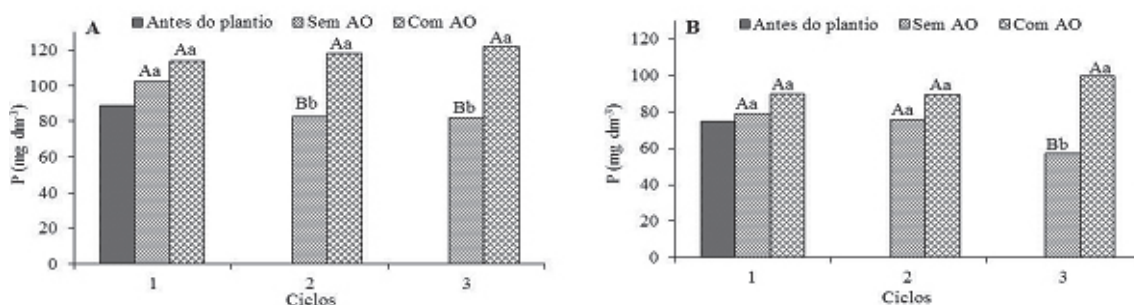 A
Antes do plantio Sem AO Com AO
P (mg dm⁻³)
120
100
80
60
40
20
0
Aa Aa
Bb Aa
Bb Aa
1 2 3
Ciclos
B
Antes do plantio Sem AO Com AO
P (mg dm⁻³)
120
100
80
60
40
20
0
Aa Aa
Aa Aa
Bb Aa
1 2 3
Ciclos